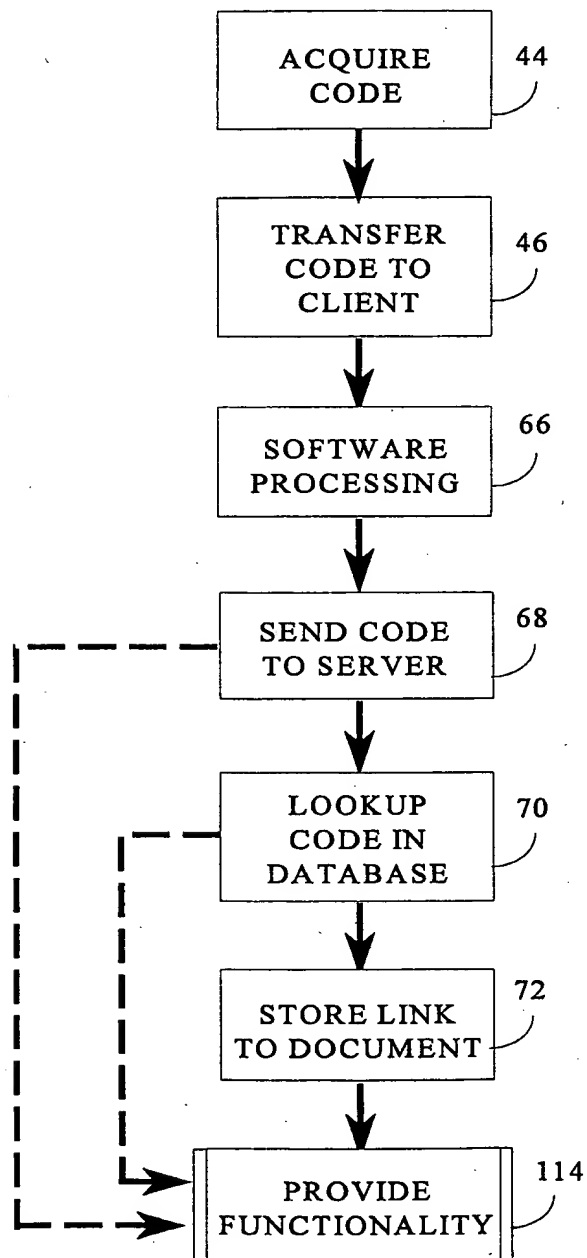 ACQUIRE
CODE
44
TRANSFER
CODE TO
CLIENT
46
SOFTWARE
PROCESSING
66
SEND CODE
TO SERVER
68
LOOKUP
CODE IN
DATABASE
70
STORE LINK
TO DOCUMENT
72
PROVIDE
FUNCTIONALITY
114